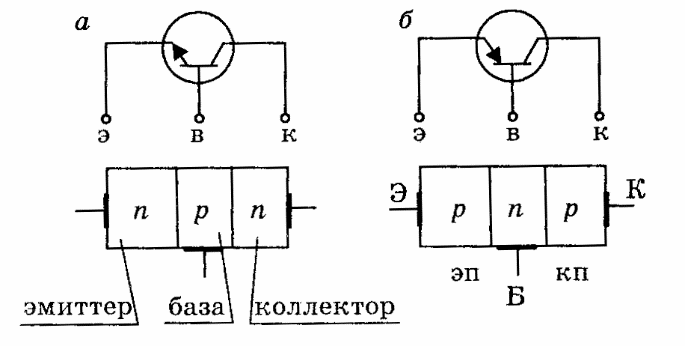 а б
э в к э в к
n p n Э p n p К
эп кп
эмиттер база коллектор Б